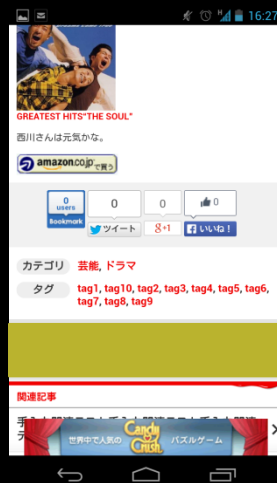 16:27
GREATEST HITS"THE SOUL"
西川さんは元気かな。
amazon.co.jp で買う
0 users
0
0
0
Bookmark
ツイート
g+1
いいね！
カテゴリ 芸能, ドラマ
タグ tag1, tag10, tag2, tag3, tag4, tag5, tag6,
tag7, tag8, tag9
関連記事
世界中で人気の Candy Crush パズルゲーム